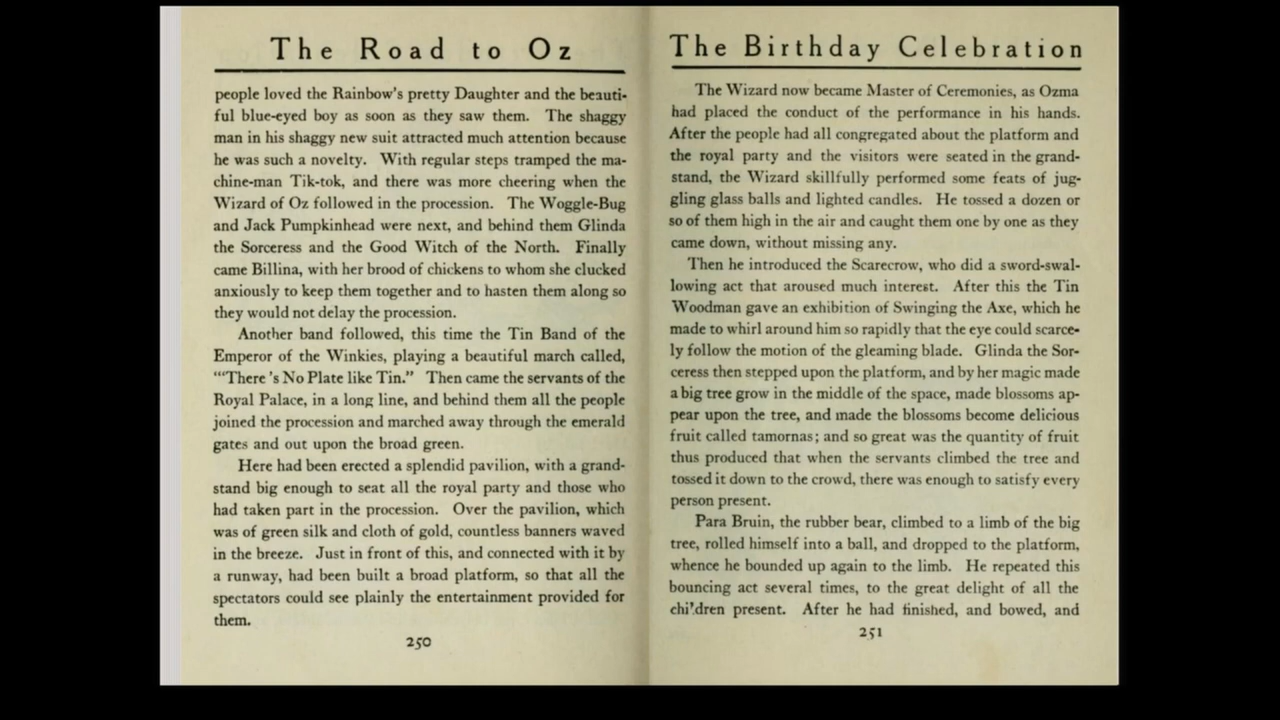 The Road to Oz
people loved the Rainbow's pretty Daughter and the beauti-
ful blue-eyed boy as soon as they saw them. The shaggy
man in his shaggy new suit attracted much attention because
he was such a novelty. With regular steps tramped the ma-
chine-man Tik-tok, and there was more cheering when the
Wizard of Oz followed in the procession. The Woggle-Bug
and Jack Pumpkinhead were next, and behind them Glinda
the Sorceress and the Good Witch of the North. Finally
came Billina, with her brood of chickens to whom she clucked
anxiously to keep them together and to hasten them along so
they would not delay the procession.
Another band followed, this time the Tin Band of the
Emperor of the Winkies, playing a beautiful march called,
"'There's No Plate like Tin." Then came the servants of the
Royal Palace, in a long line, and behind them all the people
joined the procession and marched away through the emerald
gates and out upon the broad green.
Here had been erected a splendid pavilion, with a grand-
stand big enough to seat all the royal party and those who
had taken part in the procession. Over the pavilion, which
was of green silk and cloth of gold, countless banners waved
in the breeze. Just in front of this, and connected with it by
a runway, had been built a broad platform, so that all the
spectators could see plainly the entertainment provided for
them.
250
The Birthday Celebration
The Wizard now became Master of Ceremonies, as Ozma
had placed the conduct of the performance in his hands.
After the people had all congregated about the platform and
the royal party and the visitors were seated in the grand-
stand, the Wizard skillfully performed some feats of jug-
gling glass balls and lighted candles. He tossed a dozen or
so of them high in the air and caught them one by one as they
came down, without missing any.
Then he introduced the Scarecrow, who did a sword-swal-
lowing act that aroused much interest. After this the Tin
Woodman gave an exhibition of Swinging the Axe, which he
made to whirl around him so rapidly that the eye could scarce-
ly follow the motion of the gleaming blade. Glinda the Sor-
ceress then stepped upon the platform, and by her magic made
a big tree grow in the middle of the space, made blossoms ap-
pear upon the tree, and made the blossoms become delicious
fruit called tamornas; and so great was the quantity of fruit
thus produced that when the servants climbed the tree and
tossed it down to the crowd, there was enough to satisfy every
person present.
Para Bruin, the rubber bear, climbed to a limb of the big
tree, rolled himself into a ball, and dropped to the platform,
whence he bounded up again to the limb. He repeated this
bouncing act several times, to the great delight of all the
children present. After he had finished, and bowed, and
251